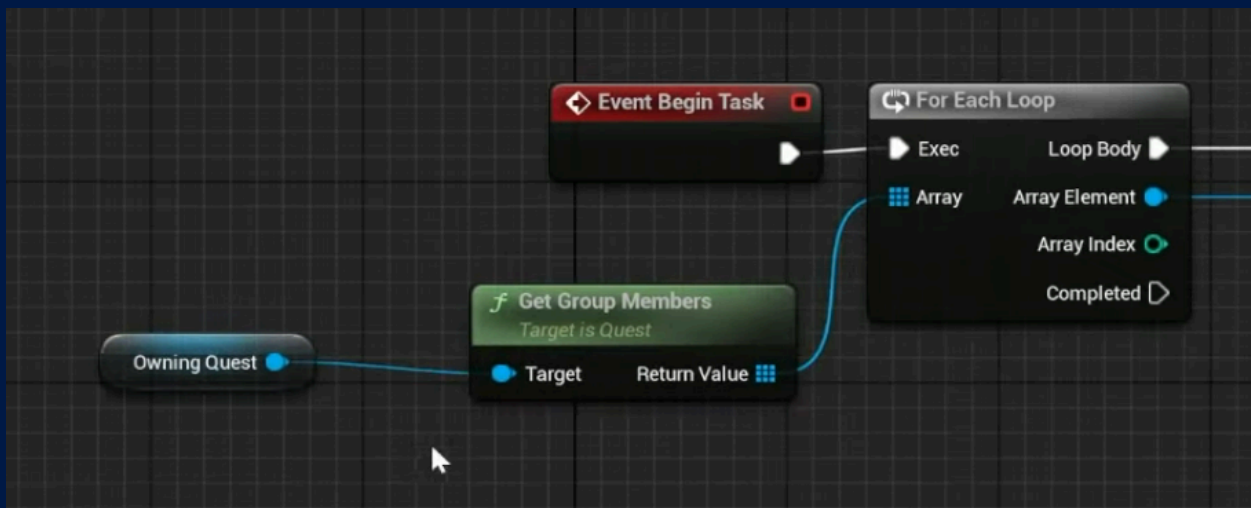 Event Begin Task
For Each Loop
Exec
Loop Body
Array
Array Element
Array Index
Completed
f Get Group Members
Target is Quest
Target
Return Value
Owning Quest